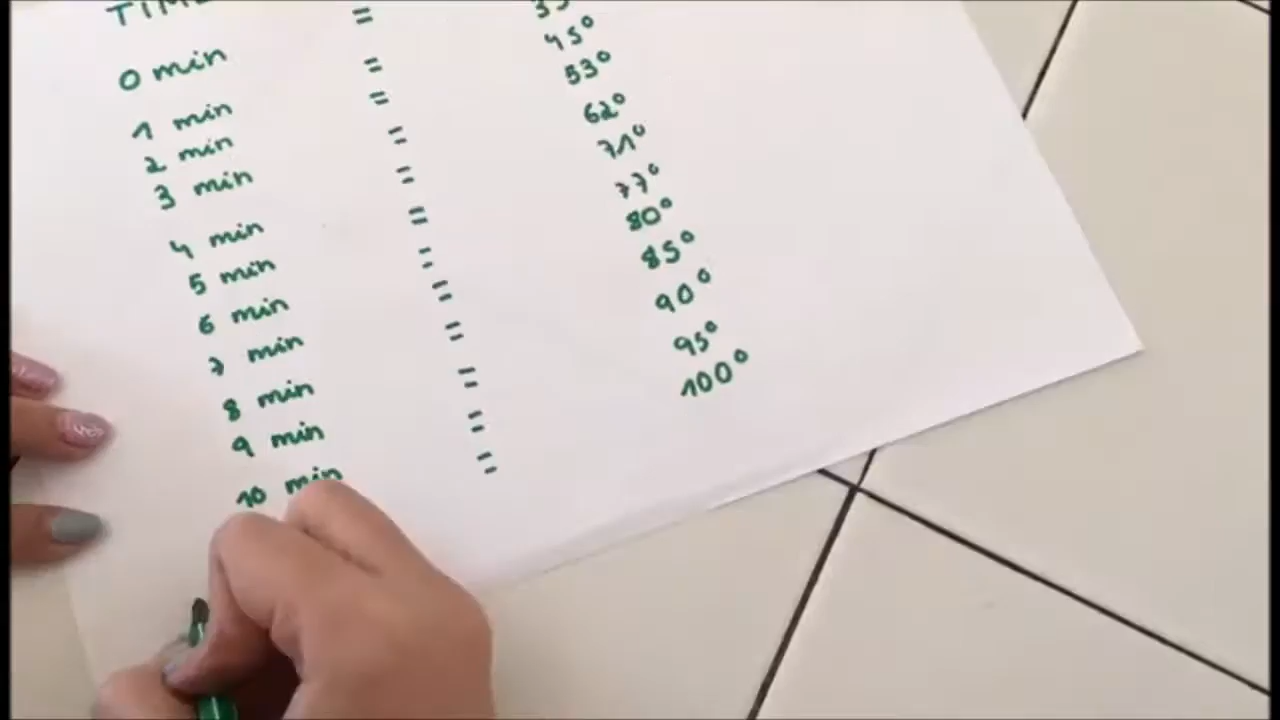 TIME =
0 min =
1 min = 45°
2 min = 53°
3 min = 62°
4 min = 71°
5 min = 77°
6 min = 80°
7 min = 85°
8 min = 90°
9 min = 95°
10 min = 100°